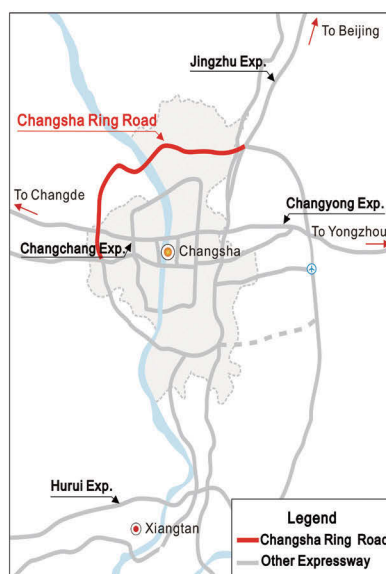 To Beijing
Jingzhu Exp.
Changsha Ring Road
To Changde
Changyong Exp.
To Yongzhou
Changchang Exp.
Changsha
Hurui Exp.
Xiangtan
Legend
Changsha Ring Road
Other Expressway